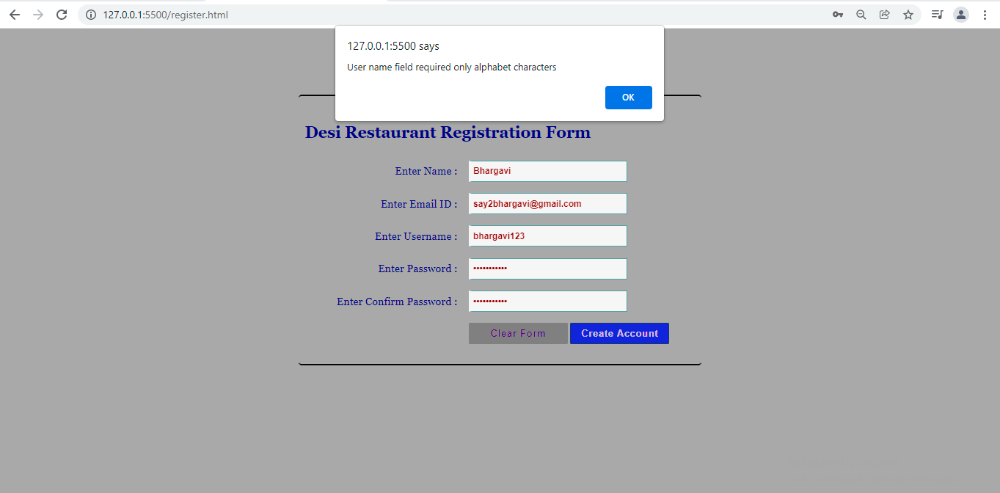 127.0.0.1:5500/register.html
127.0.0.1:5500 says
User name field required only alphabet characters
OK
Desi Restaurant Registration Form
Enter Name : Bhargavi
Enter Email ID : say2bhargavi@gmail.com
Enter Username : bhargavi123
Enter Password : •••••••••••
Enter Confirm Password : •••••••••••
Clear Form Create Account